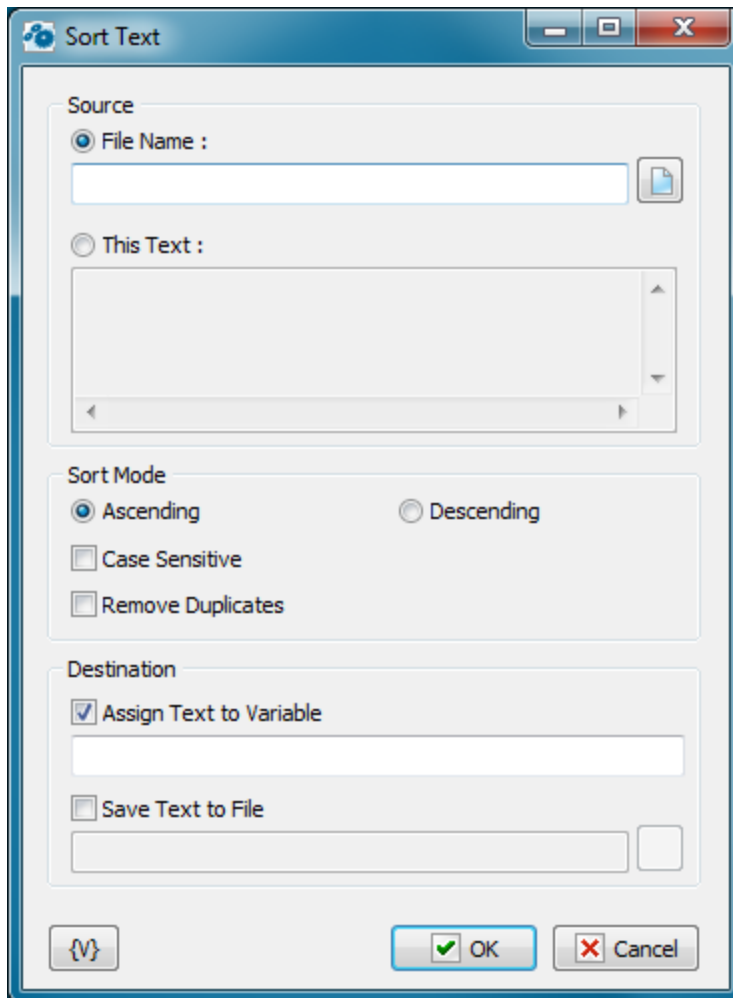 Sort Text
Source
File Name :
This Text :
Sort Mode
Ascending Descending
Case Sensitive
Remove Duplicates
Destination
Assign Text to Variable
Save Text to File
{V} OK Cancel